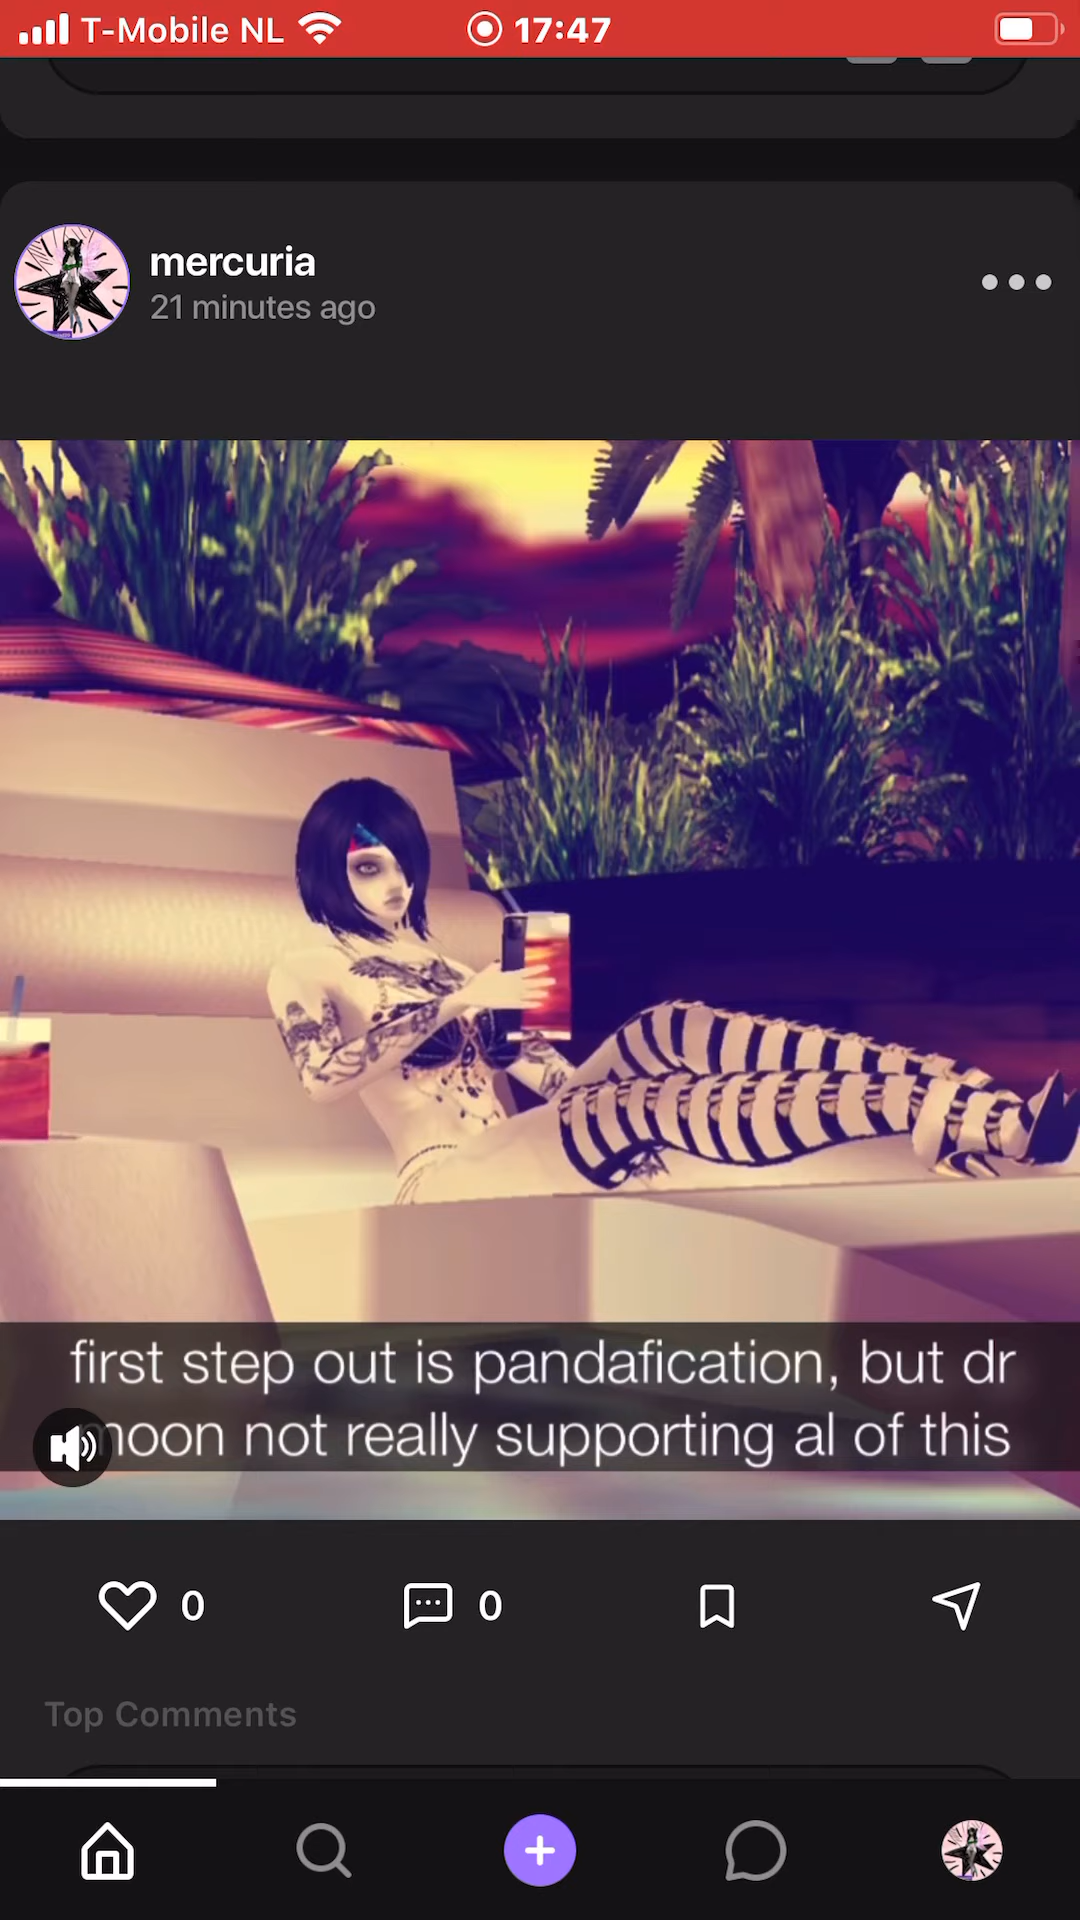 T-Mobile NL 17:47
mercuria
21 minutes ago
first step out is pandafication, but dr
moon not really supporting al of this
0 0
Top Comments